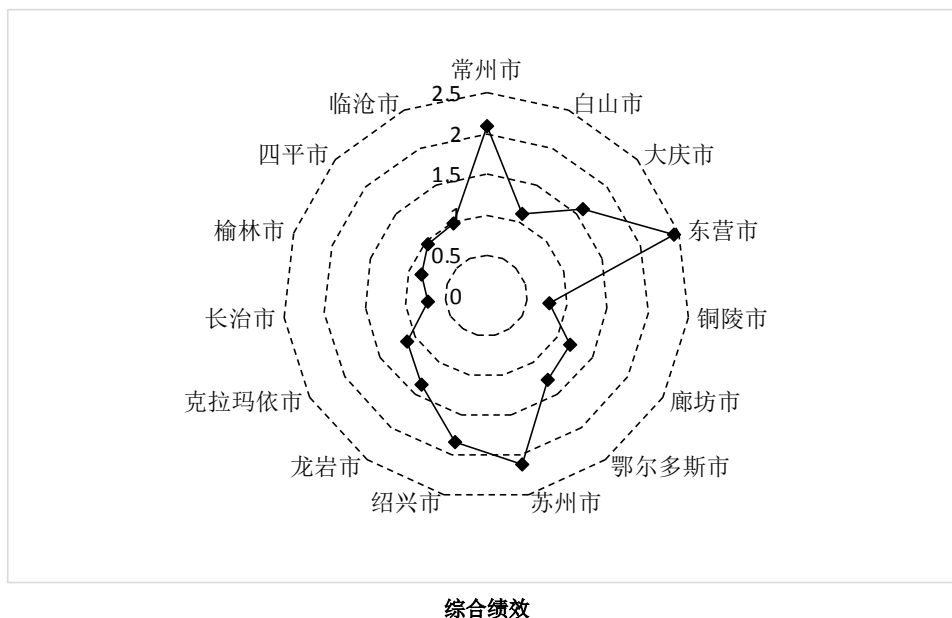 常州市
白山市
大庆市
东营市
铜陵市
廊坊市
鄂尔多斯市
苏州市
绍兴市
龙岩市
克拉玛依市
长治市
榆林市
四平市
临沧市
2.5
2
1.5
1
0.5
0
综合绩效